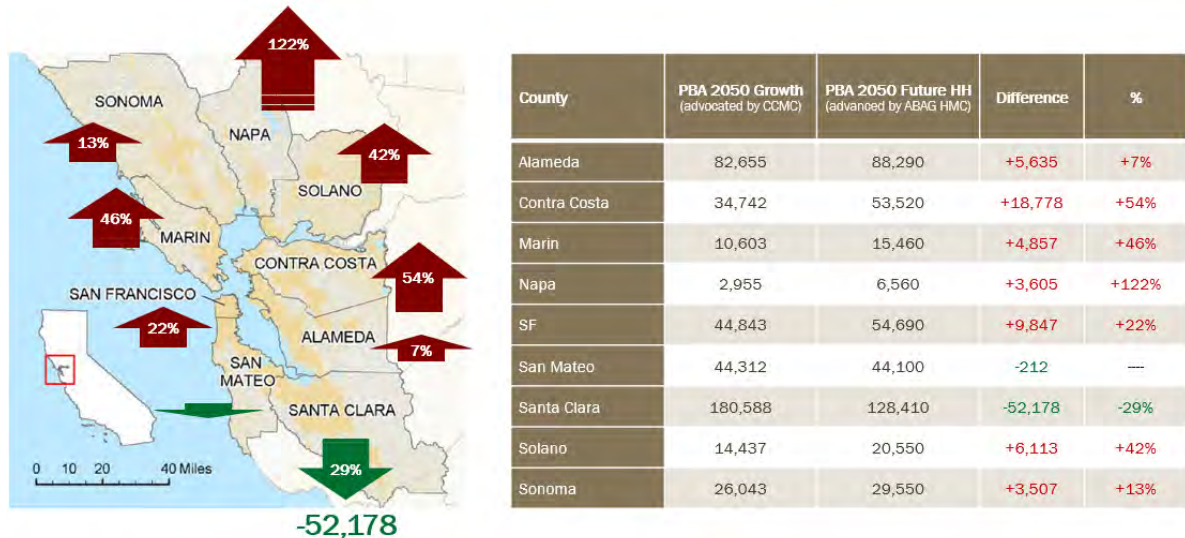 122%
SONOMA
NAPA
13%
42%
SOLANO
46%
MARIN
CONTRA COSTA
54%
SAN FRANCISCO
22%
ALAMEDA
7%
SAN
MATEO
SANTA CLARA
0 10 20 40 Miles
29%
-52,178
County PBA 2050 Growth (advocated by CCMC) PBA 2050 Future HH (advanced by ABAG HMC) Difference %
Alameda 82,655 88,290 +5,635 +7%
Contra Costa 34,742 53,520 +18,778 +54%
Marin 10,603 15,460 +4,857 +46%
Napa 2,955 6,560 +3,605 +122%
SF 44,843 54,690 +9,847 +22%
San Mateo 44,312 44,100 -212 ----
Santa Clara 180,588 128,410 -52,178 -29%
Solano 14,437 20,550 +6,113 +42%
Sonoma 26,043 29,550 +3,507 +13%